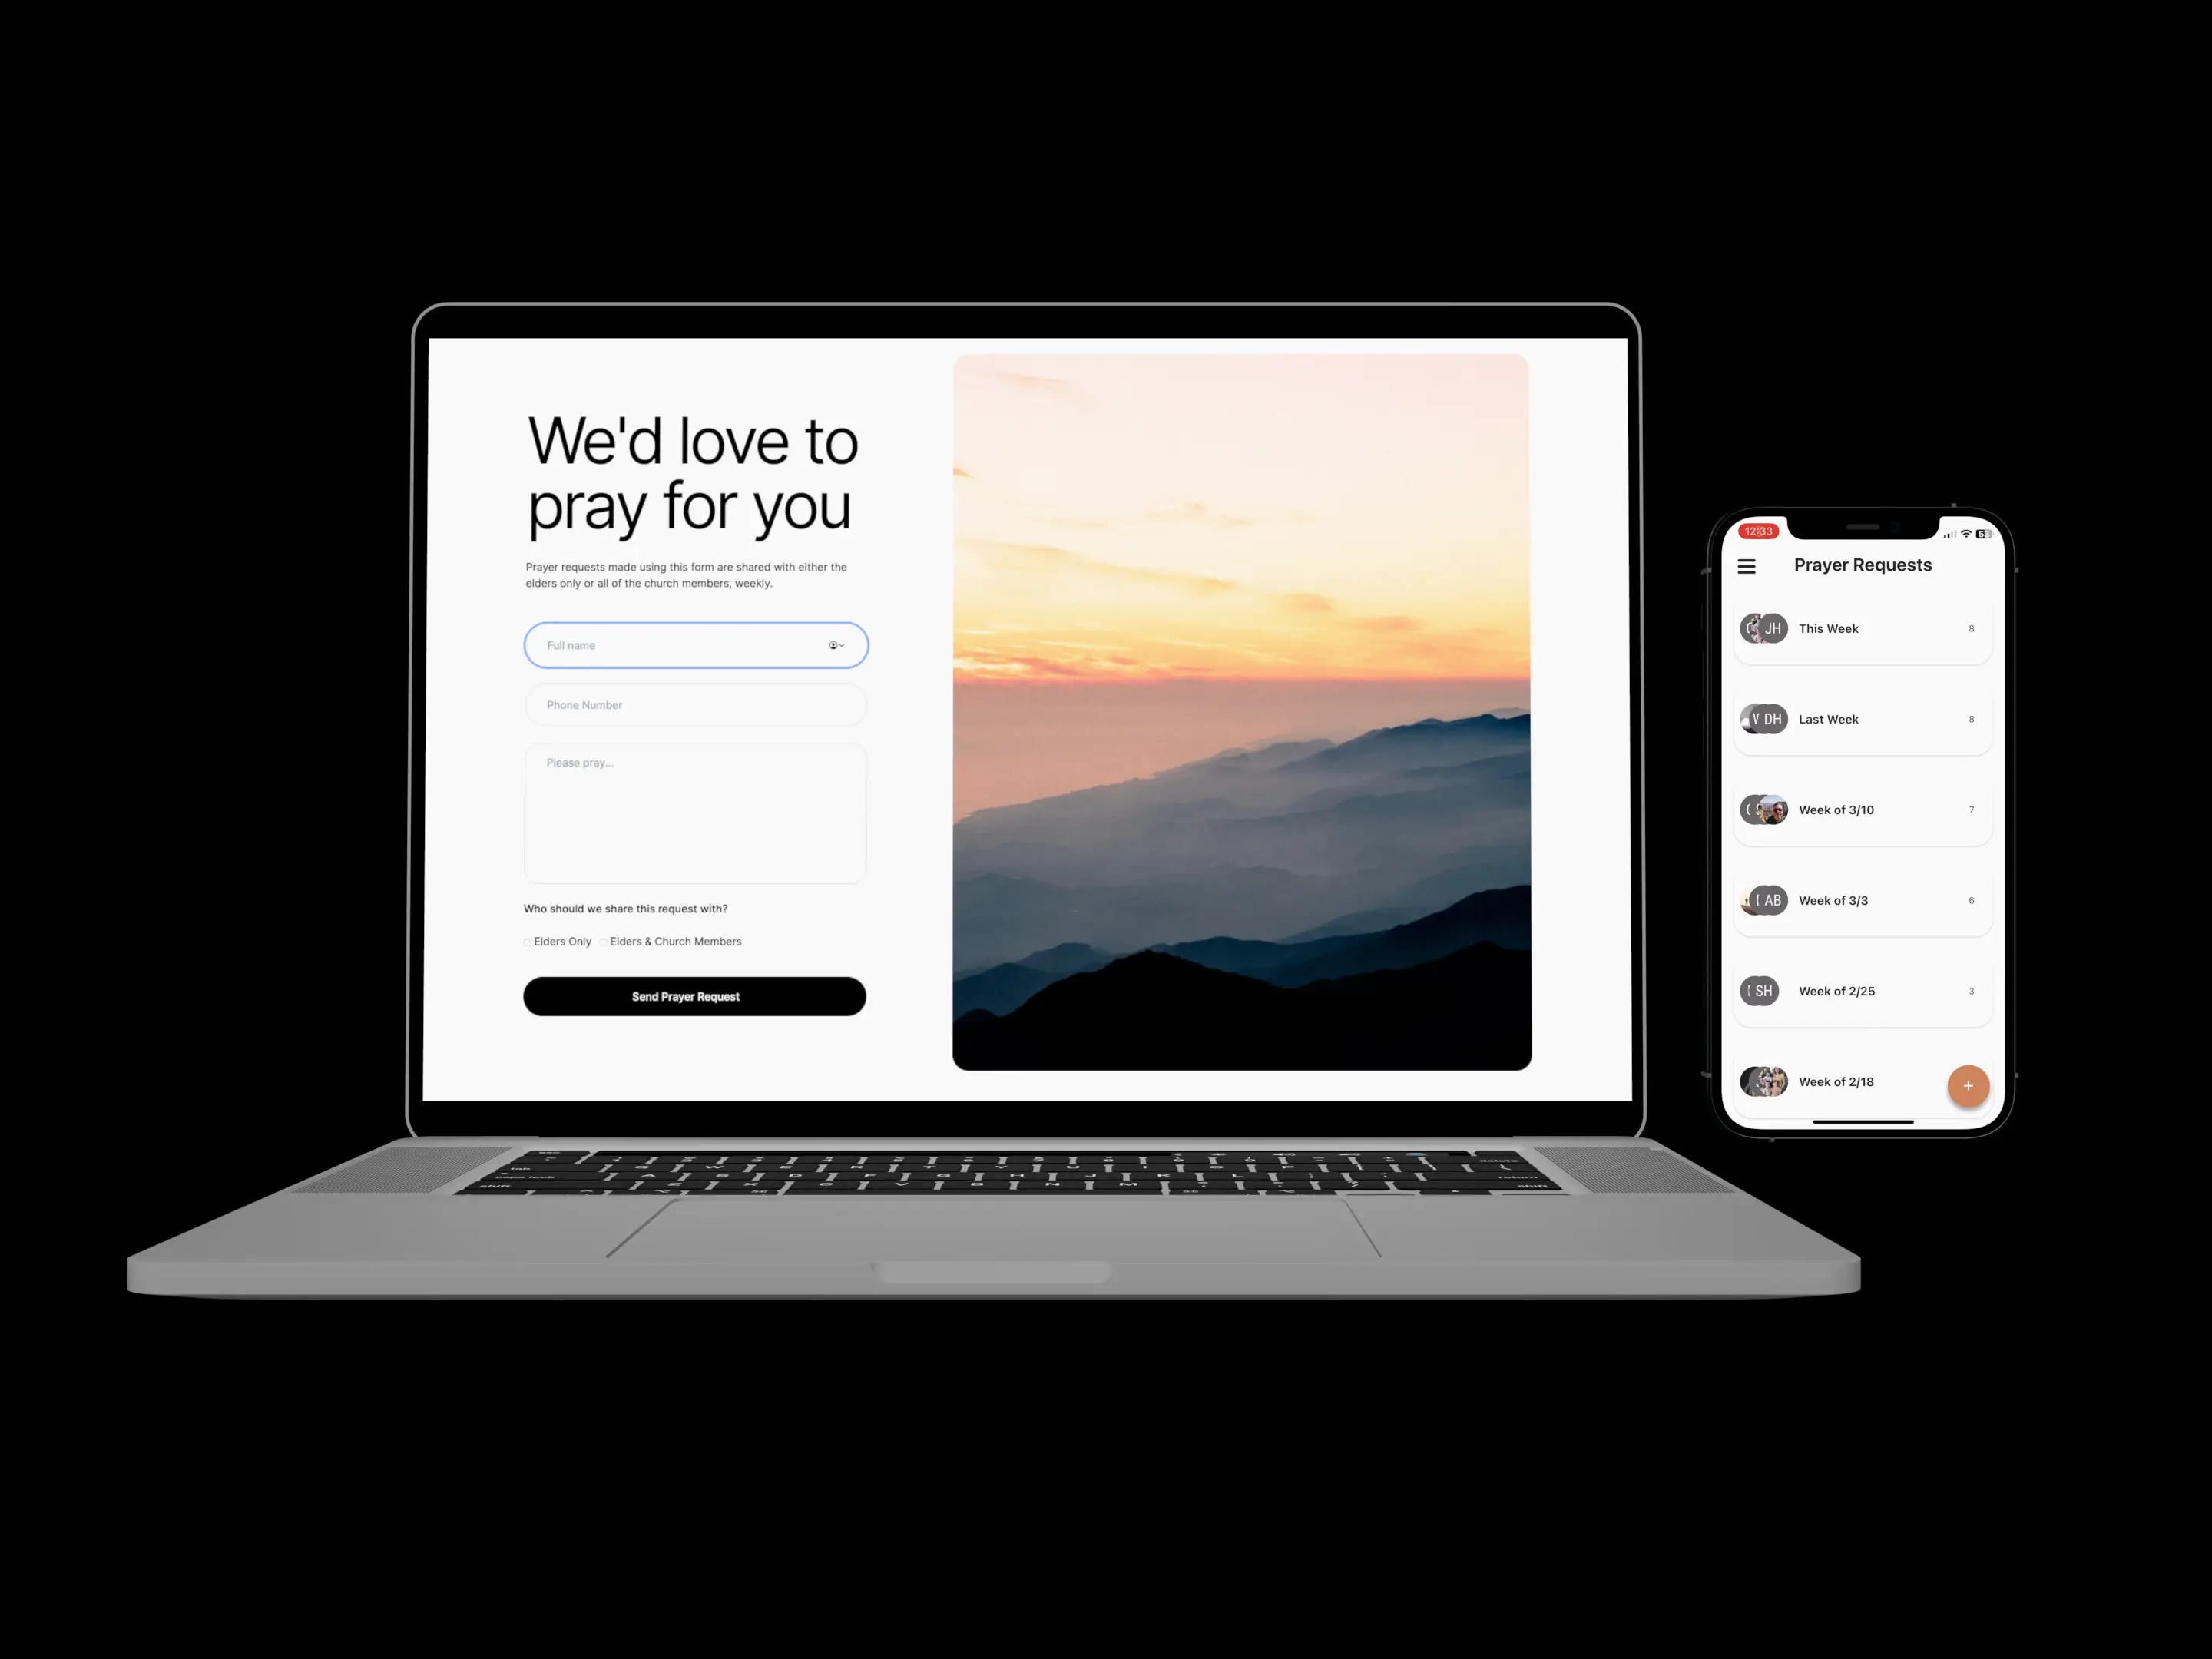 We'd love to
pray for you
Prayer requests made using this form are shared with either the
elders only or all of the church members, weekly.
Full name
Phone Number
Please pray...
Who should we share this request with?
Elders Only Elders & Church Members
Send Prayer Request
12:33
Prayer Requests
JH This Week 8
DH Last Week 8
Week of 3/10 7
AB Week of 3/3 6
SH Week of 2/25 3
Week of 2/18
+